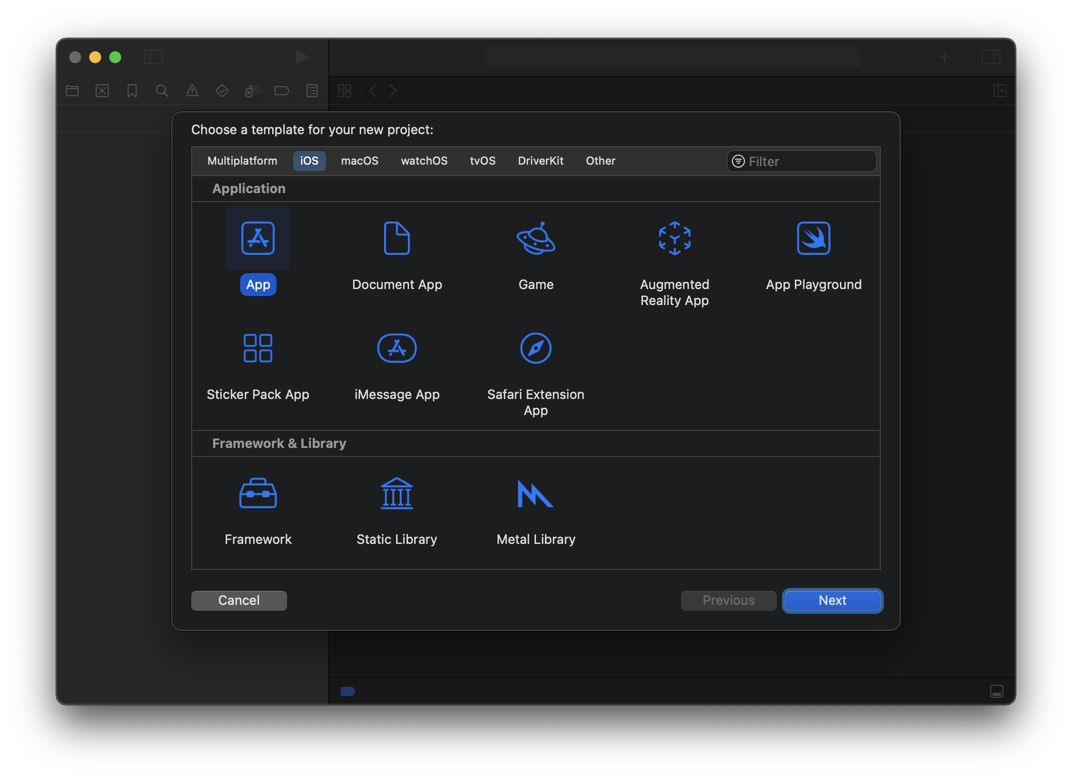 Choose a template for your new project:
Multiplatform iOS macOS watchOS tvOS DriverKit Other Filter
Application
App Document App Game Augmented Reality App App Playground
Sticker Pack App iMessage App Safari Extension App
Framework & Library
Framework Static Library Metal Library
Cancel Previous Next